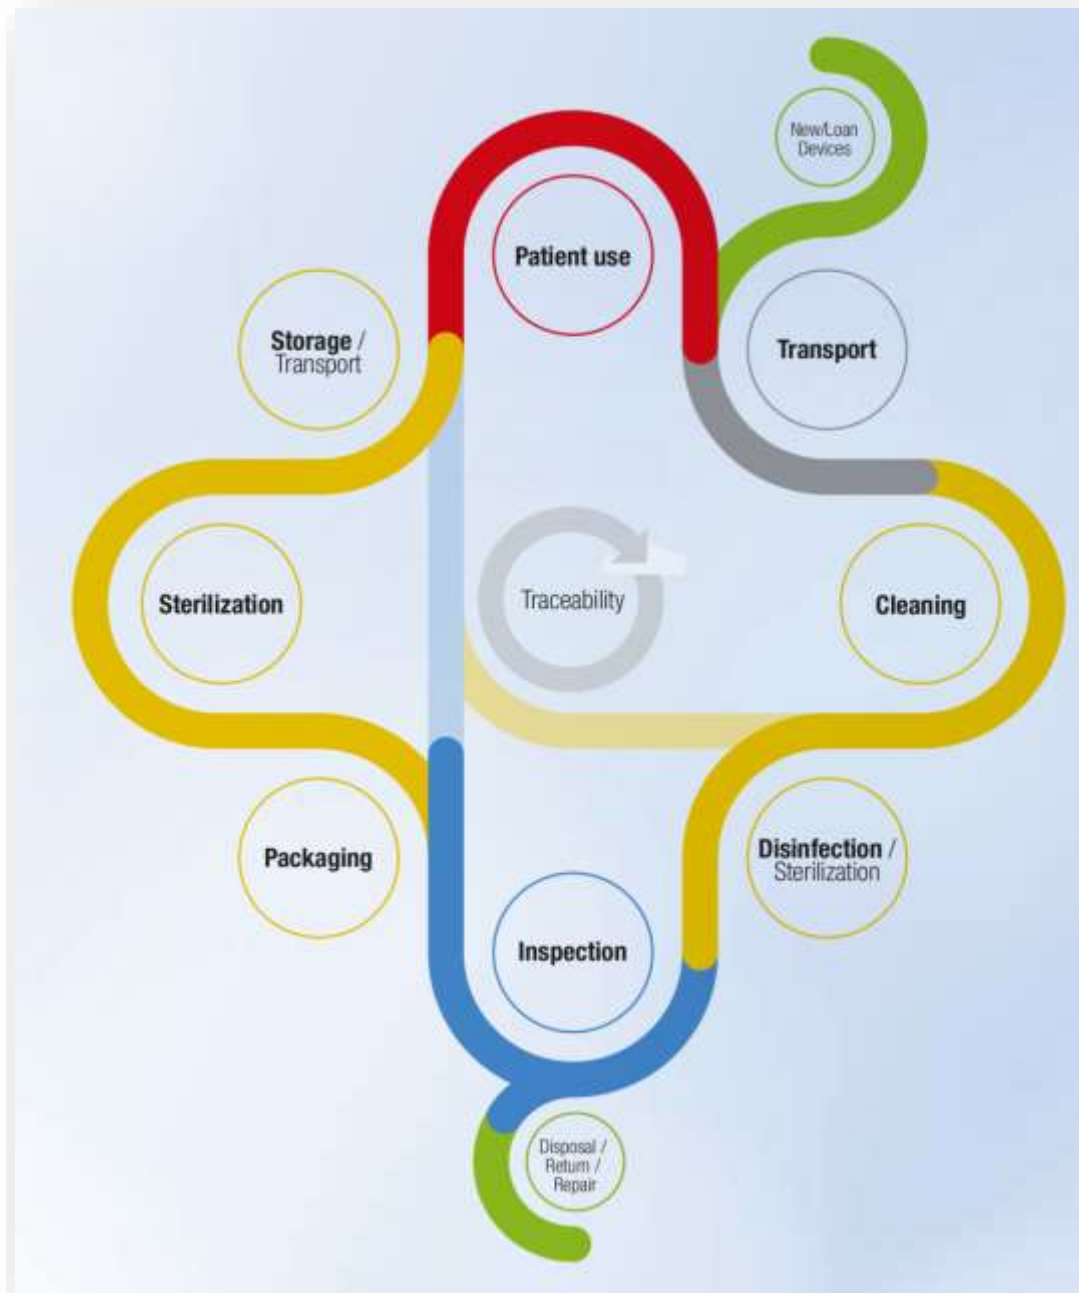 New/Loan
Devices
Patient use
Storage /
Transport
Transport
Traceability
Sterilization
Cleaning
Packaging
Disinfection /
Sterilization
Inspection
Disposal /
Return /
Repair